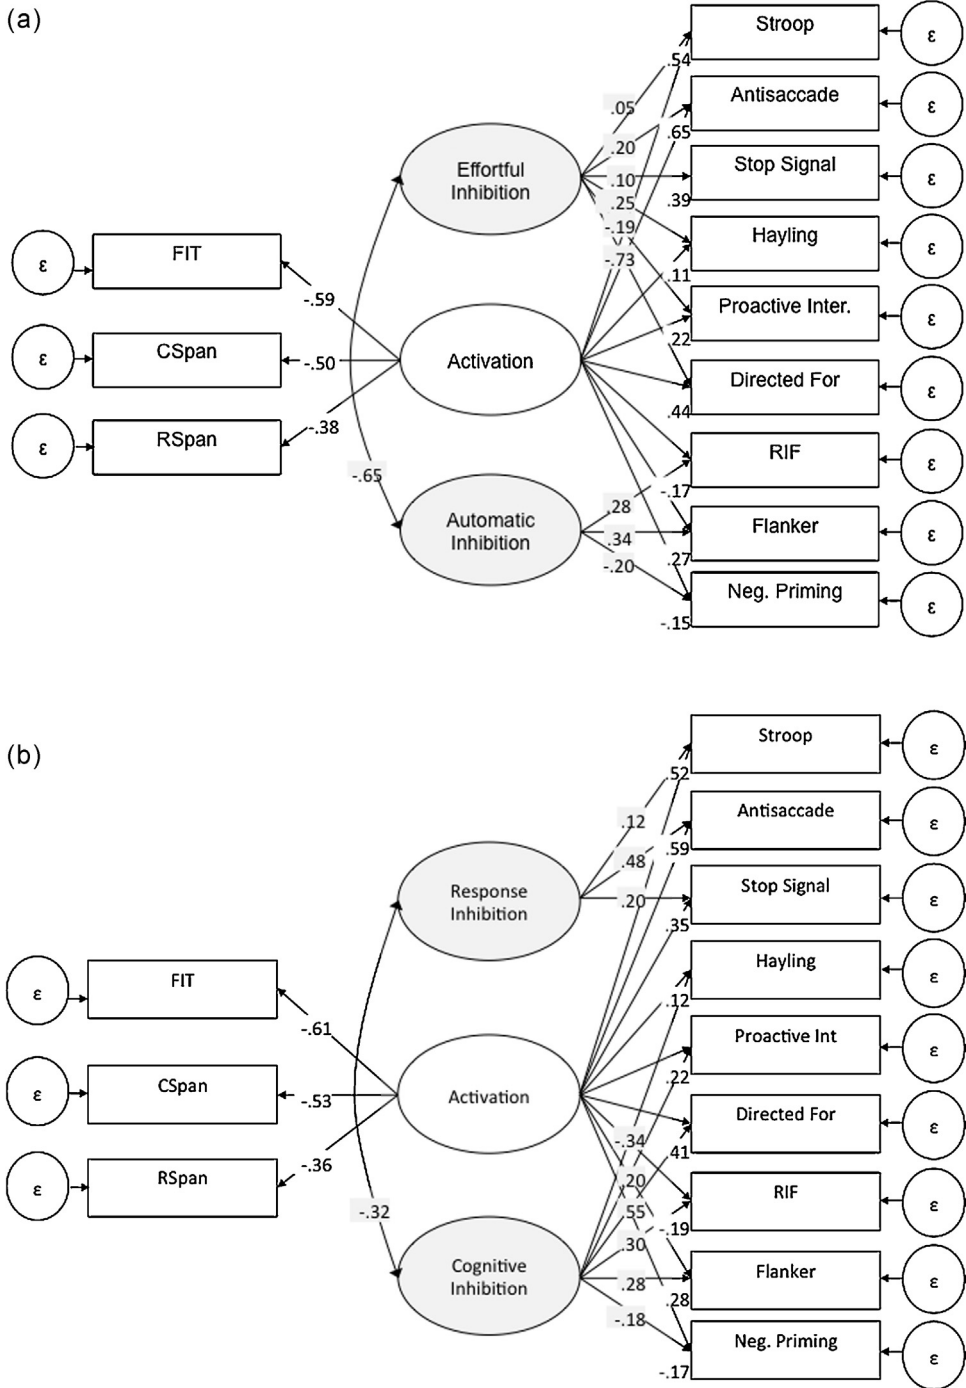 (a)
Stroop
ε
.54
.05
Antisaccade
ε
.65
.20
Effortful
Inhibition
Stop Signal
ε
.39
.10
.25
Hayling
ε
.11
-.19
-.73
ε
FIT
-.59
Proactive Inter.
ε
.22
ε
CSpan
-.50
Activation
Directed For
ε
.44
ε
RSpan
-.38
RIF
ε
-.17
-.65
.28
Automatic
Inhibition
Flanker
ε
.27
.34
-.20
Neg. Priming
ε
-.15
(b)
Stroop
ε
.52
.12
Antisaccade
ε
.59
.48
Response
Inhibition
Stop Signal
ε
.35
.20
Hayling
ε
.12
ε
FIT
-.61
Proactive Int
ε
.22
ε
CSpan
-.53
Activation
Directed For
ε
.41
-.34
ε
RSpan
-.36
RIF
ε
-.19
.20
.55
-.32
.30
Cognitive
Inhibition
Flanker
ε
.28
.28
-.18
Neg. Priming
ε
-.17